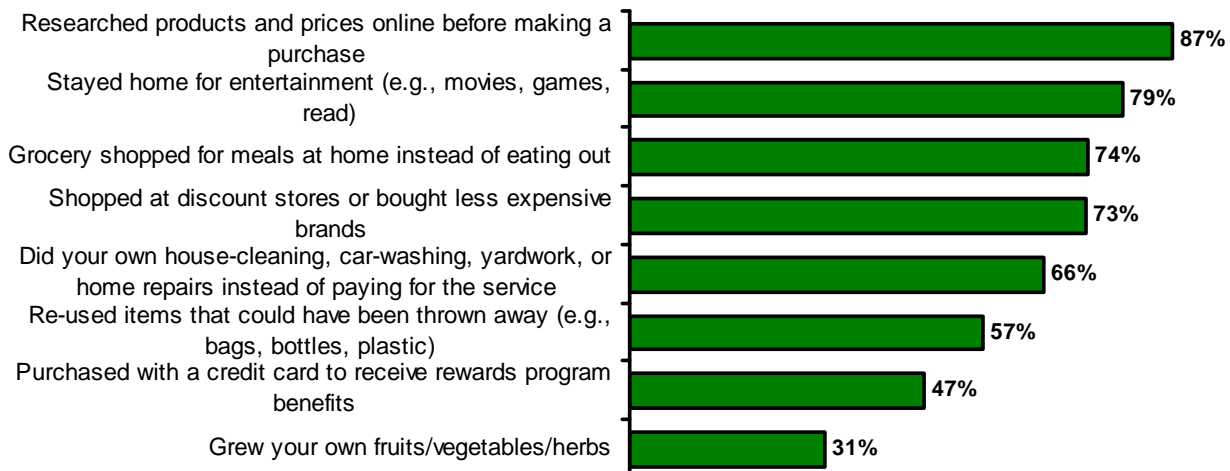 Researched products and prices online before making a
purchase
87%
Stayed home for entertainment (e.g., movies, games,
read)
79%
Grocery shopped for meals at home instead of eating out
74%
Shopped at discount stores or bought less expensive
brands
73%
Did your own house-cleaning, car-washing, yardwork, or
home repairs instead of paying for the service
66%
Re-used items that could have been thrown away (e.g.,
bags, bottles, plastic)
57%
Purchased with a credit card to receive rewards program
benefits
47%
Grew your own fruits/vegetables/herbs
31%